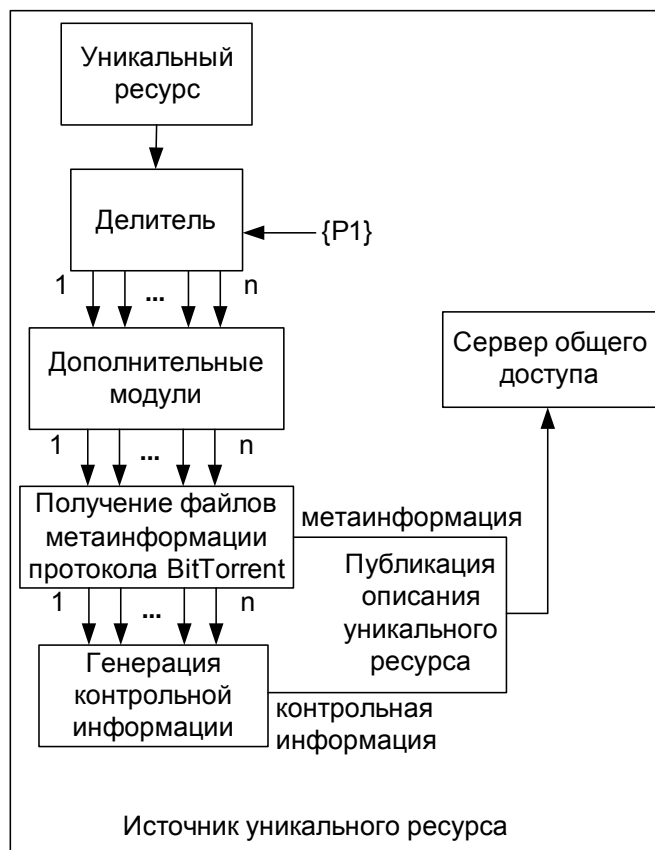 Уникальный
ресурс
Делитель
{P1}
1 ... n
Дополнительные
модули
Сервер общего
доступа
1 ... n
Получение файлов
метаинформации
протокола BitTorrent
метаинформация
Публикация
описания
уникального
ресурса
1 ... n
Генерация
контрольной
информации
контрольная
информация
Источник уникального ресурса